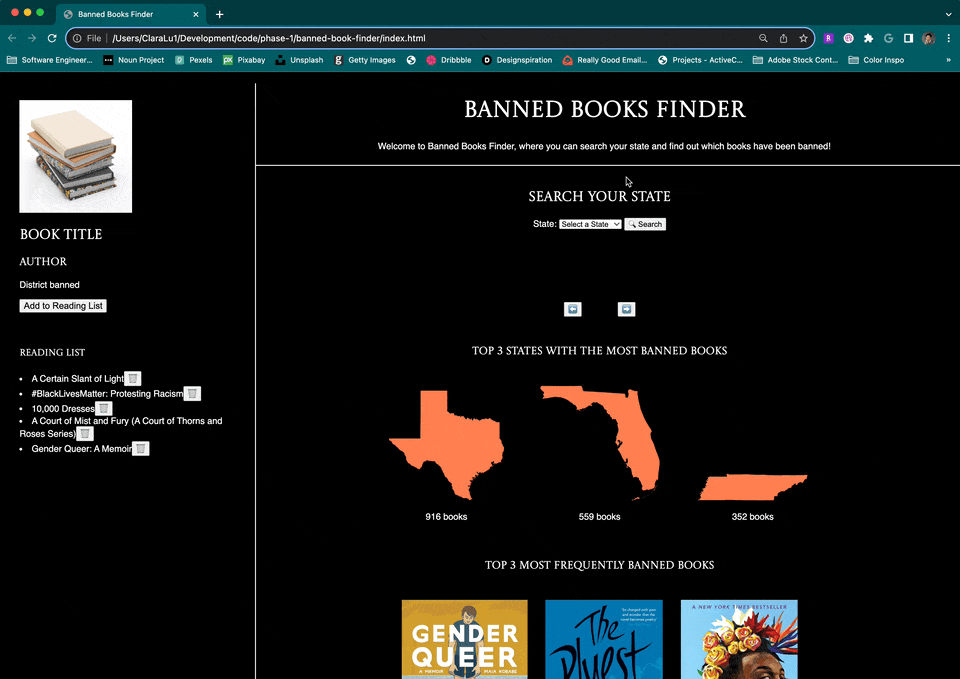 Banned Books Finder
File
/Users/ClaraLu1/Development/code/phase-1/banned-book-finder/index.html
Software Engineer...
Noun Project
Pexels
Pixabay
Unsplash
Getty Images
Dribbble
Designspiration
Really Good Email...
Projects - ActiveC...
Adobe Stock Cont...
Color Inspo
»
BANNED BOOKS FINDER
Welcome to Banned Books Finder, where you can search your state and find out which books have been banned!
BOOK TITLE
AUTHOR
District banned
Add to Reading List
READING LIST
• A Certain Slant of Light
• #BlackLivesMatter: Protesting Racism
• 10,000 Dresses
• A Court of Mist and Fury (A Court of Thorns and
Roses Series)
• Gender Queer: A Memoir
SEARCH YOUR STATE
State: Select a State Search
TOP 3 STATES WITH THE MOST BANNED BOOKS
916 books
559 books
352 books
TOP 3 MOST FREQUENTLY BANNED BOOKS
GENDER
QUEER
A MEMOIR MAIA KOBABE
The
Bluest
A NEW YORK TIMES BESTSELLER